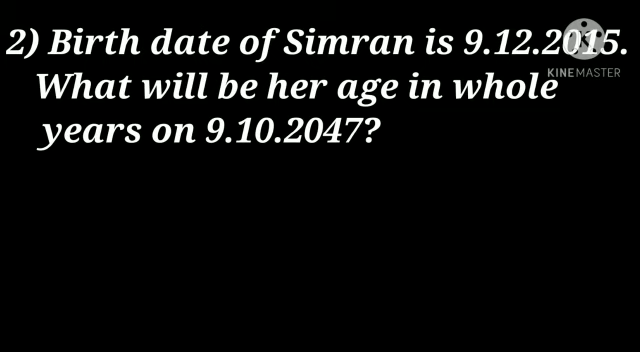 2) Birth date of Simran is 9.12.2015.
What will be her age in whole
years on 9.10.2047?
KINEMASTER